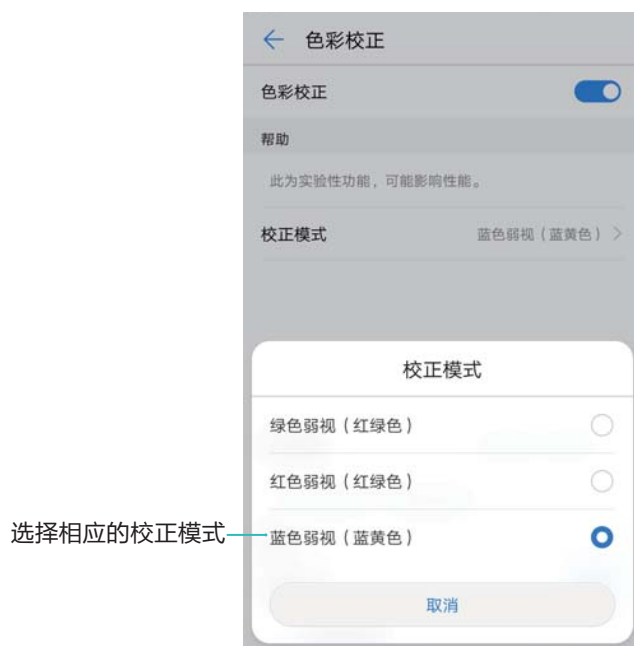 色彩校正
色彩校正
帮助
此为实验性功能，可能影响性能。
校正模式 蓝色弱视（蓝黄色）
校正模式
绿色弱视（红绿色）
红色弱视（红绿色）
选择相应的校正模式 蓝色弱视（蓝黄色）
取消